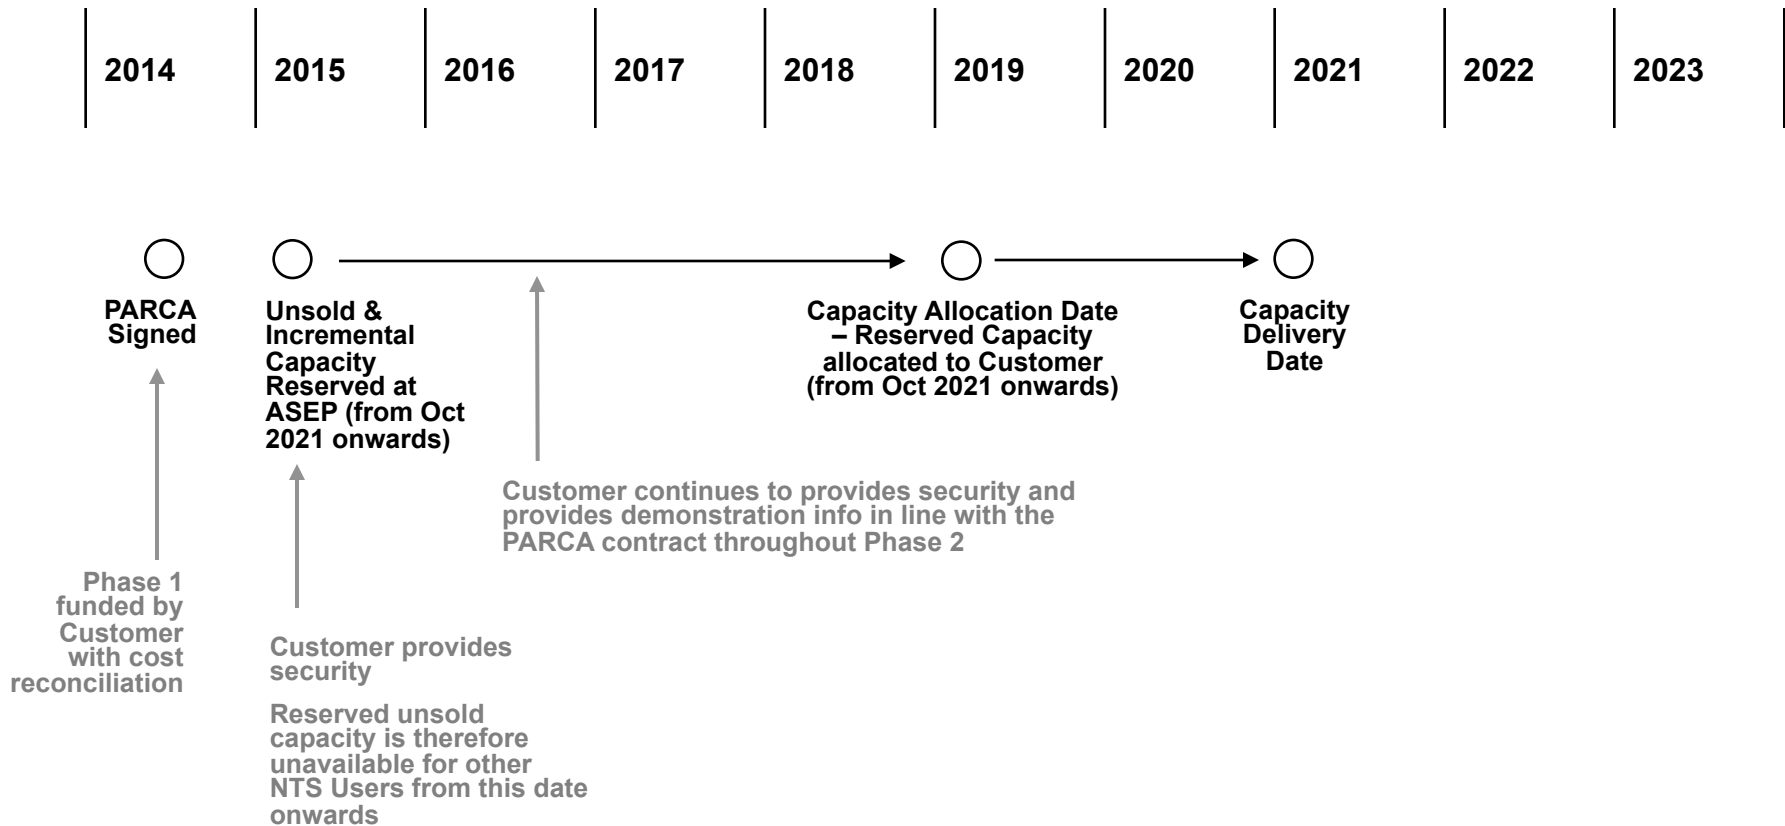 2014
2015
2016
2017
2018
2019
2020
2021
2022
2023
PARCA
Signed
Unsold &
Incremental
Capacity
Reserved at
ASEP (from Oct
2021 onwards)
Capacity Allocation Date
– Reserved Capacity
allocated to Customer
(from Oct 2021 onwards)
Capacity
Delivery
Date
Customer continues to provides security and
provides demonstration info in line with the
PARCA contract throughout Phase 2
Phase 1
funded by
Customer
with cost
reconciliation
Customer provides
security
Reserved unsold
capacity is therefore
unavailable for other
NTS Users from this date
onwards